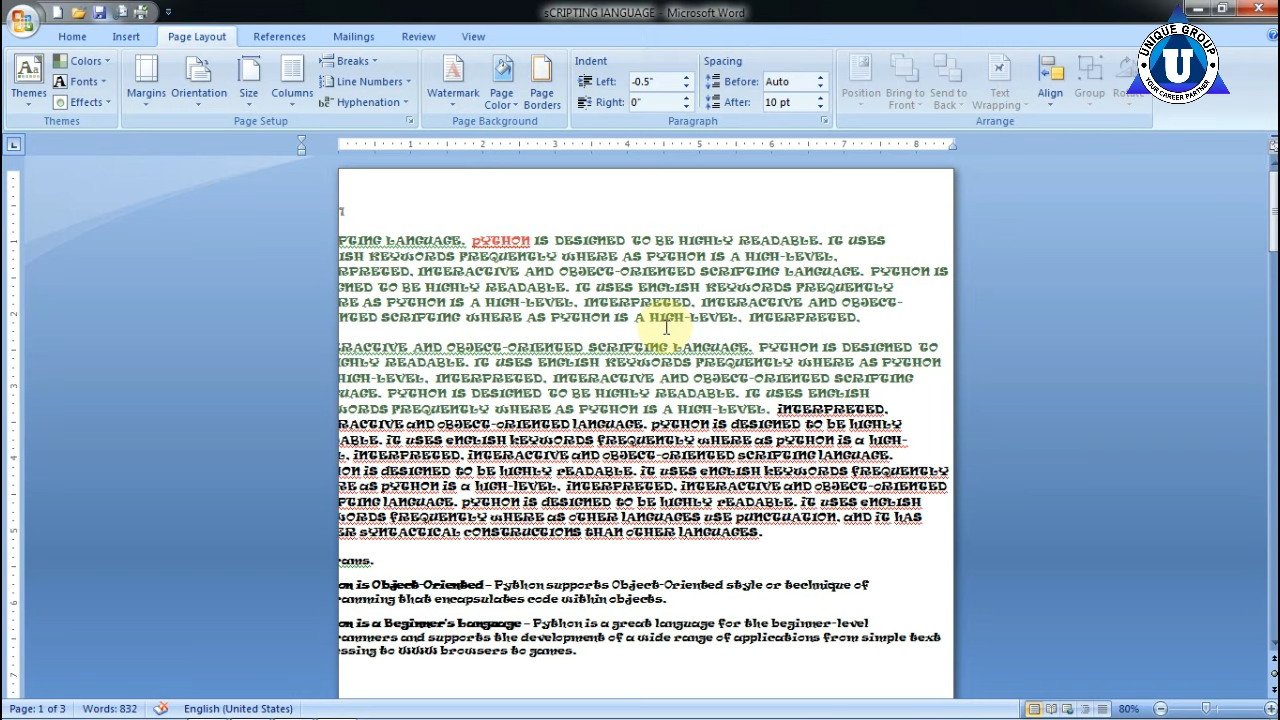 sCRIPTING lANGUAGE - Microsoft Word
Home Insert Page Layout References Mailings Review View
Themes Colors Fonts Effects Margins Orientation Size Columns Breaks Line Numbers Hyphenation Watermark Page Color Page Borders Indent Left: -0.5" Right: 0" Spacing Before: Auto After: 10 pt Position Bring to Front Send to Back Text Wrapping Align Group Rotate
Themes Page Setup Page Background Paragraph Arrange
UNIQUE GROUP
U
YOUR CAREER PARTNER
1 2 3 4 5 6 7 8
PTING LANGUAGE. pYTHON IS DESIGNED TO BE HIGHLY READABLE. IT USES
ISH KEYWORDS FREQUENTLY WHERE AS PYTHON IS A HIGH-LEVEL,
RPRETED, INTERACTIVE AND OBJECT-ORIENTED SCRIPTING LANGUAGE. PYTHON IS
GNED TO BE HIGHLY READABLE. IT USES ENGLISH KEYWORDS FREQUENTLY
RE AS PYTHON IS A HIGH-LEVEL, INTERPRETED, INTERACTIVE AND OBJECT-
NTED SCRIPTING WHERE AS PYTHON IS A HIGH-LEVEL, INTERPRETED,
RACTIVE AND OBJECT-ORIENTED SCRIPTING LANGUAGE. PYTHON IS DESIGNED TO
GHLY READABLE. IT USES ENGLISH KEYWORDS FREQUENTLY WHERE AS PYTHON
HIGH-LEVEL, INTERPRETED, INTERACTIVE AND OBJECT-ORIENTED SCRIPTING
UAGE. PYTHON IS DESIGNED TO BE HIGHLY READABLE. IT USES ENGLISH
WORDS FREQUENTLY WHERE AS PYTHON IS A HIGH-LEVEL, iNTERPRETED,
RACTIVE aND OBJECT-ORIENTED LANGUAGE. pYTHON iS dESIGNED TO bE hIGHLY
ABLE. iT uSES eNGLISH kEYWORDS fREQUENTLY wHERE aS pYTHON iS a hIGH-
L, iNTERPRETED, iNTERACTIVE aND oBJECT-oRIENTED sCRIPTING lANGUAGE.
ON iS dESIGNED TO bE hIGHLY rEADABLE. iT uSES eNGLISH kEYWORDS fREQUENTLY
RE aS pYTHON iS a hIGH-LEVEL, iNTERPRETED, iNTERACTIVE aND oBJECT-oRIENTED
PTING lANGUAGE. pYTHON iS dESIGNED TO bE hIGHLY rEADABLE. iT uSES eNGLISH
WORDS fREQUENTLY wHERE aS oTHER lANGUAGES uSE pUNCTUATION, aND iT hAS
ER sYNTACTICAL cONSTRUCTIONS THAN oTHER lANGUAGES.
rams.
on is Object-Oriented - Python supports Object-Oriented style or technique of
ramming that encapsulates code within objects.
on is a Beginner's Language - Python is a great language for the beginner-level
rammers and supports the development of a wide range of applications from simple text
essing to WWW browsers to games.
Page: 1 of 3 Words: 832 English (United States) 80%